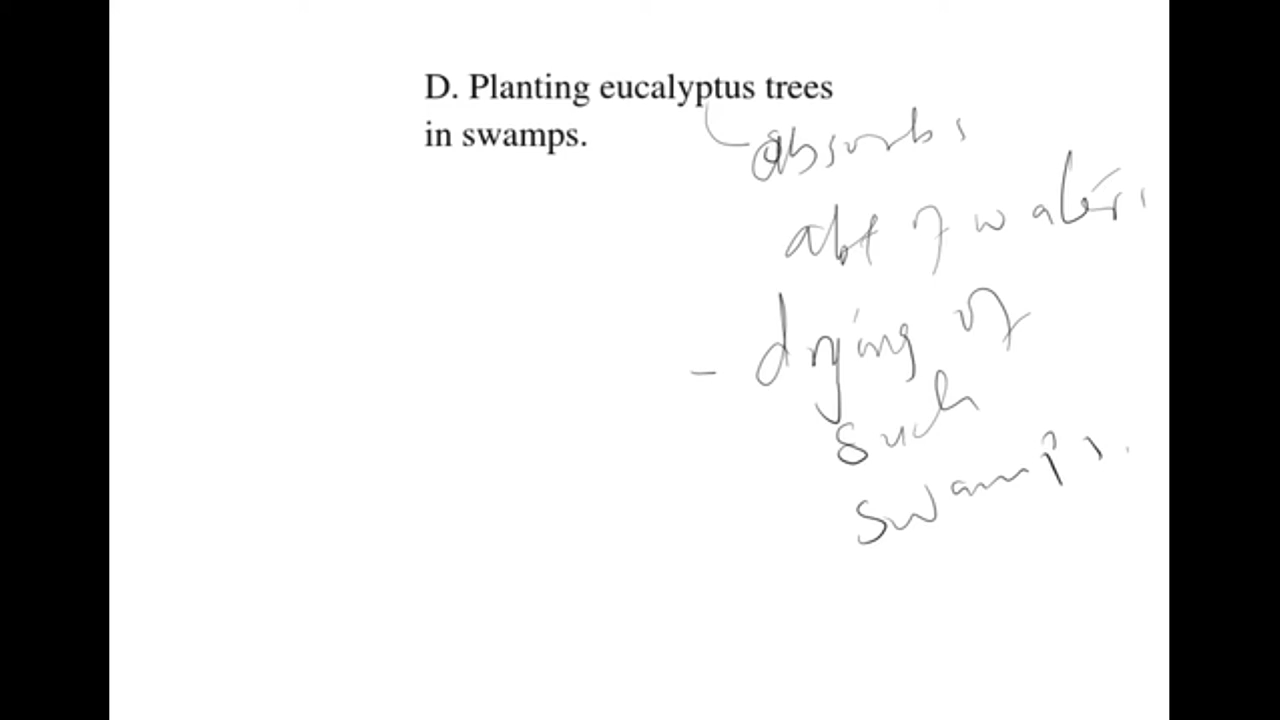 D. Planting eucalyptus trees
in swamps.
absorbs
alot of water.
- drying of
such
swamps.